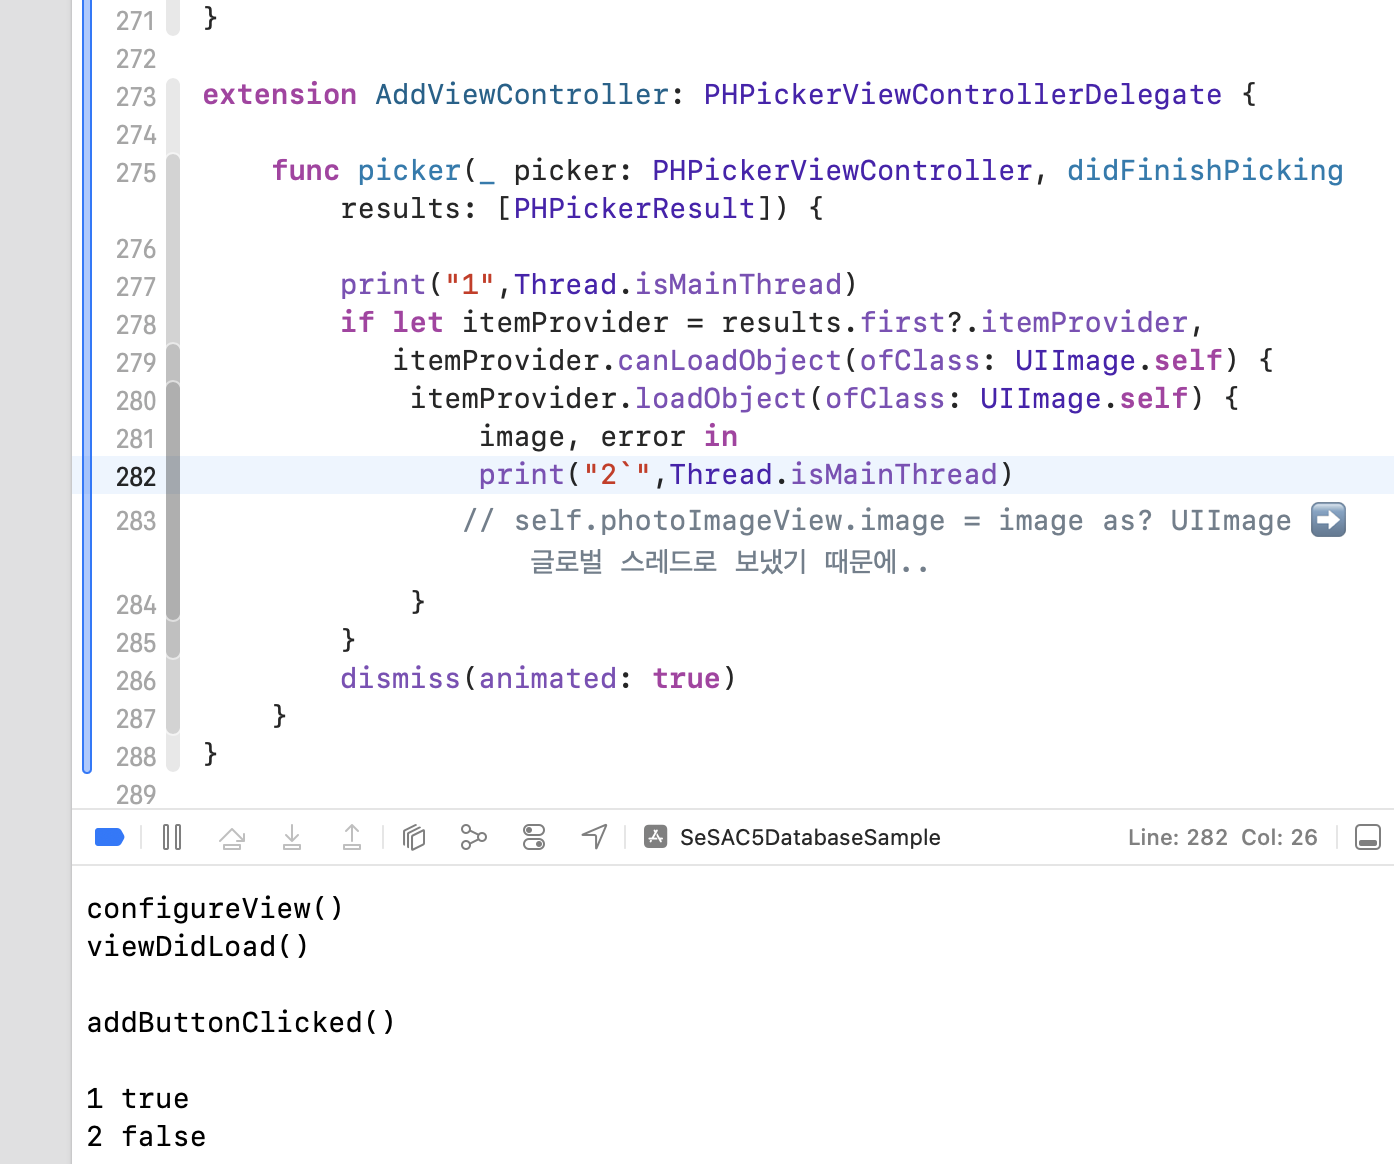 271 }
272
273 extension AddViewController: PHPickerViewControllerDelegate {
274
275 func picker(_ picker: PHPickerViewController, didFinishPicking
results: [PHPickerResult]) {
276
277 print("1",Thread.isMainThread)
278 if let itemProvider = results.first?.itemProvider,
279 itemProvider.canLoadObject(ofClass: UIImage.self) {
280 itemProvider.loadObject(ofClass: UIImage.self) {
281 image, error in
282 print("2`",Thread.isMainThread)
283 // self.photoImageView.image = image as? UIImage ➡️
글로벌 스레드로 보냈기 때문에..
284 }
285 }
286 dismiss(animated: true)
287 }
288 }
289
SeSAC5DatabaseSample Line: 282 Col: 26
configureView()
viewDidLoad()
addButtonClicked()
1 true
2 false